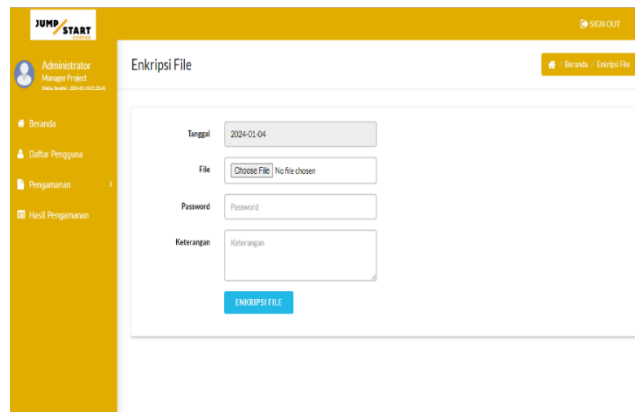 JUMP START
COFFEE
SIGN OUT
Administrator
Manager Project
Enkripsi File
Beranda / Enkripsi File
Beranda
Daftar Pengguna
Pengamanan
Hasil Pengamanan
Tanggal
2024-01-04
File
Choose File No file chosen
Password
Password
Keterangan
Keterangan
ENKRIPSI FILE